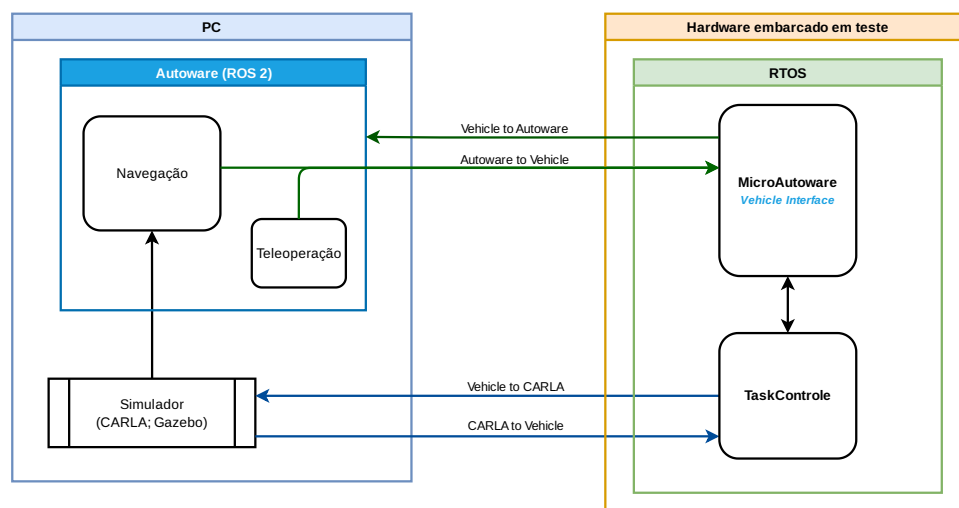 PC
Hardware embarcado em teste
Autoware (ROS 2)
RTOS
Vehicle to Autoware
Autoware to Vehicle
Navegação
MicroAutoware
Vehicle Interface
Teleoperação
Vehicle to CARLA
TaskControle
Simulador
(CARLA; Gazebo)
CARLA to Vehicle